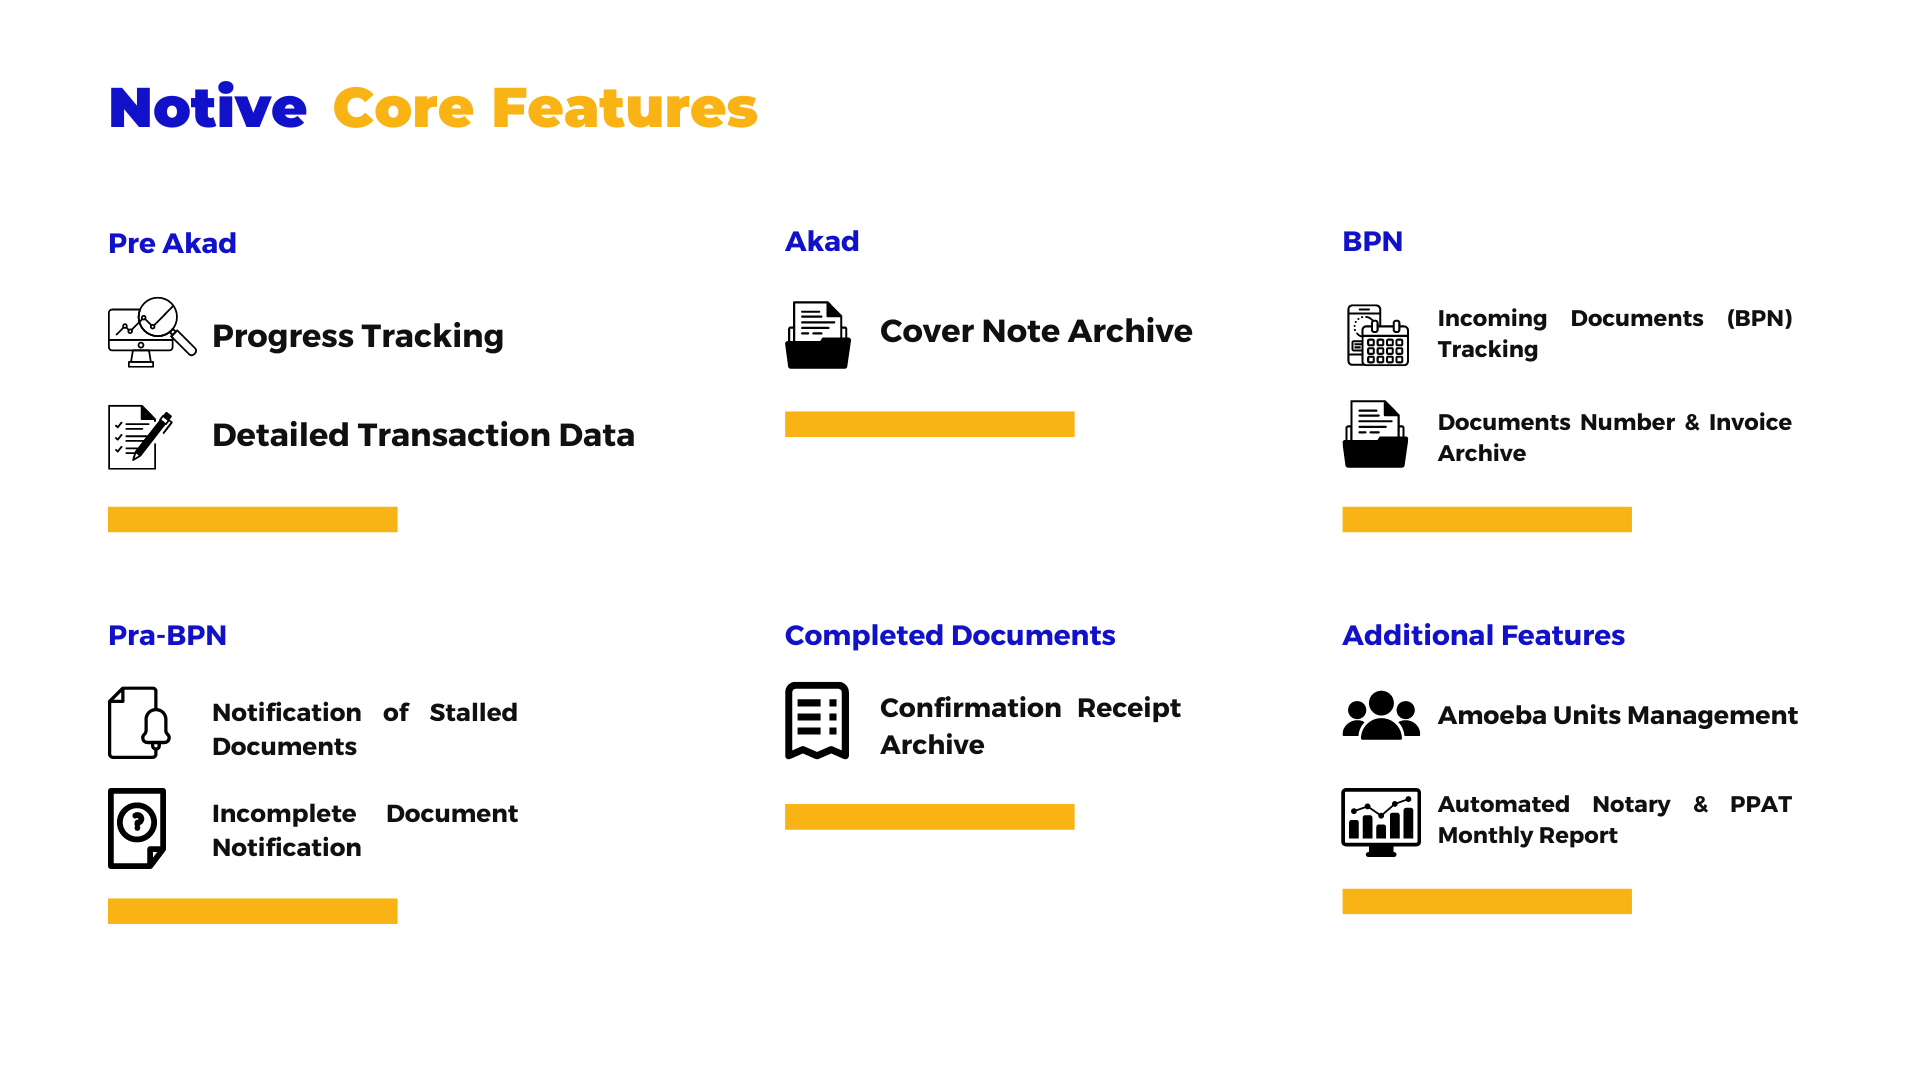 Notive Core Features
Pre Akad
Progress Tracking
Detailed Transaction Data
Akad
Cover Note Archive
BPN
Incoming Documents (BPN)
Tracking
Documents Number & Invoice
Archive
Pra-BPN
Notification of Stalled
Documents
Incomplete Document
Notification
Completed Documents
Confirmation Receipt
Archive
Additional Features
Amoeba Units Management
Automated Notary & PPAT
Monthly Report